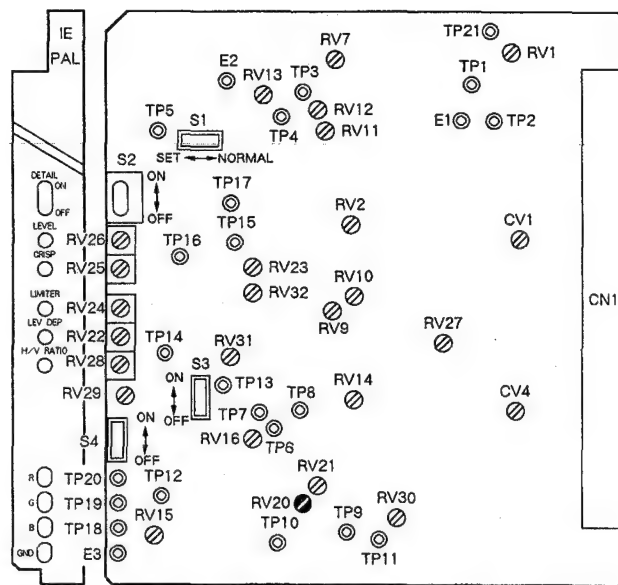 IE
PAL
TP21
RV7
RV1
E2
RV13
TP3
TP1
RV12
TP5
S1
TP4
RV11
E1
TP2
SET NORMAL
S2
ON
DETAIL
ON
OFF
OFF
TP17
RV2
LEVEL
RV26
TP15
CV1
CRISP
RV25
TP16
RV23
RV32
RV10
LIMITER
RV24
RV9
CN1
LEV DEP
RV22
RV27
H/V RATIO
RV28
TP14
RV31
S3
ON
TP13
RV29
TP7
TP8
RV14
CV4
ON
OFF
S4
RV16
TP6
OFF
R
TP20
TP12
RV21
G
TP19
RV20
B
TP18
RV15
TP10
TP9
RV30
GND
E3
TP11